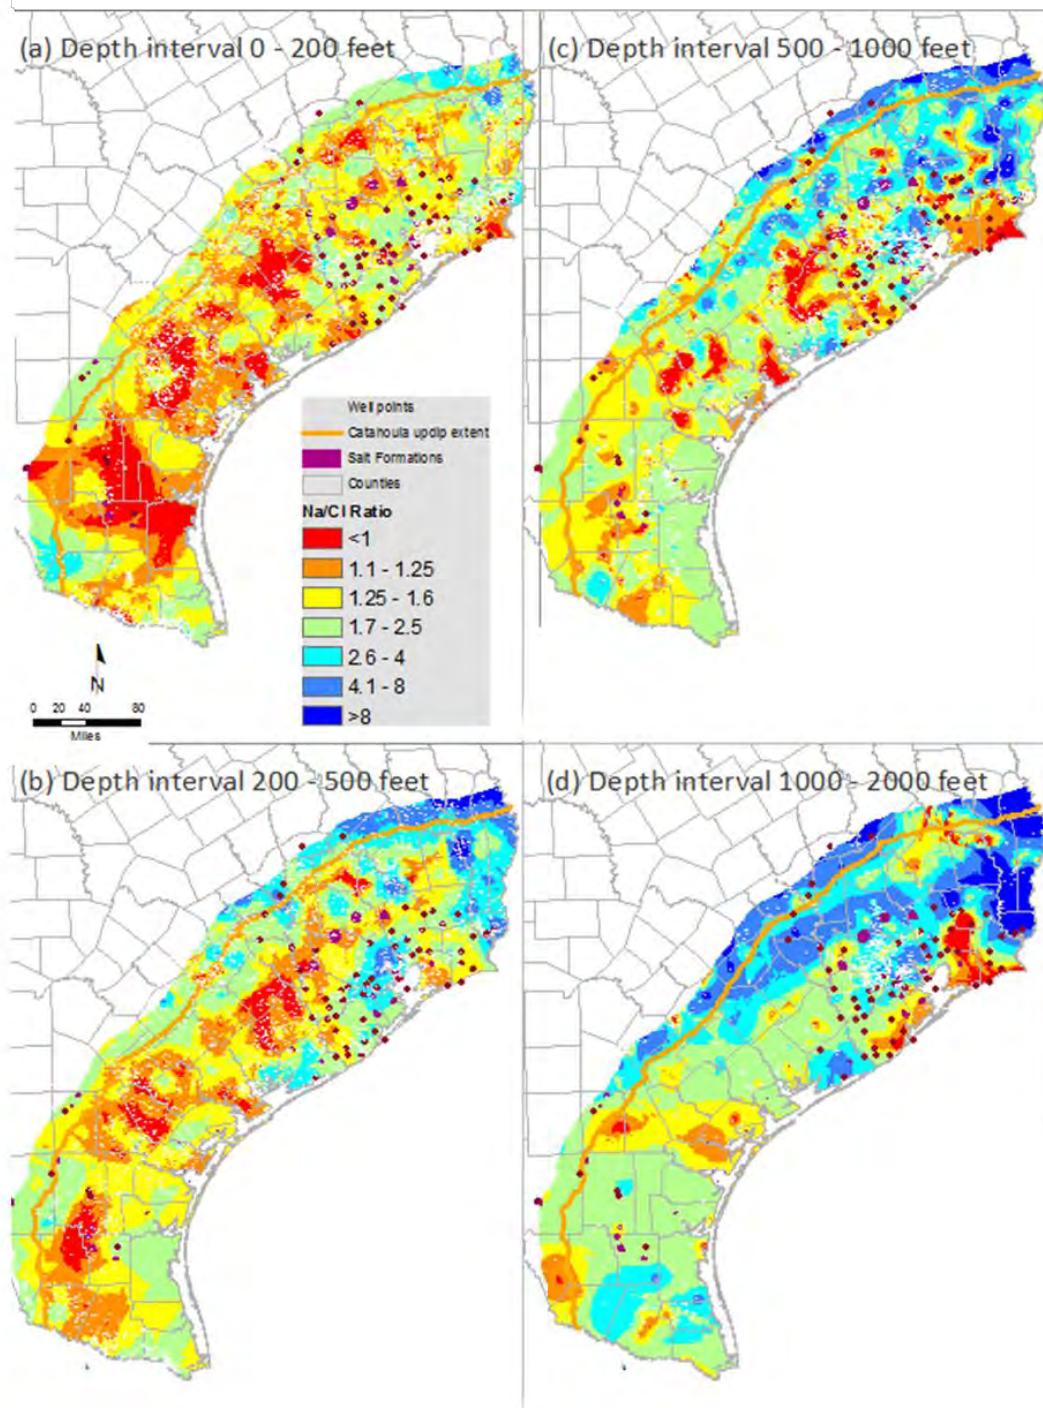 (a) Depth interval 0 - 200 feet
(c) Depth interval 500 - 1000 feet
Well points
Catahoula updip extent
Salt Formations
Counties
Na/Cl Ratio
<1
1.1 - 1.25
1.25 - 1.6
1.7 - 2.5
2.6 - 4
4.1 - 8
>8
N
0 20 40 80
Miles
(b) Depth interval 200 - 500 feet
(d) Depth interval 1000 - 2000 feet